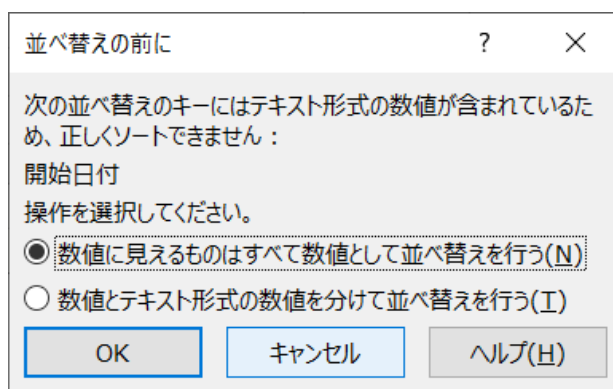 並べ替えの前に ?
次の並べ替えのキーにはテキスト形式の数値が含まれているた
め、正しくソートできません：
開始日付
操作を選択してください。
数値に見えるものはすべて数値として並べ替えを行う(N)
数値とテキスト形式の数値を分けて並べ替えを行う(T)
OK キャンセル ヘルプ(H)